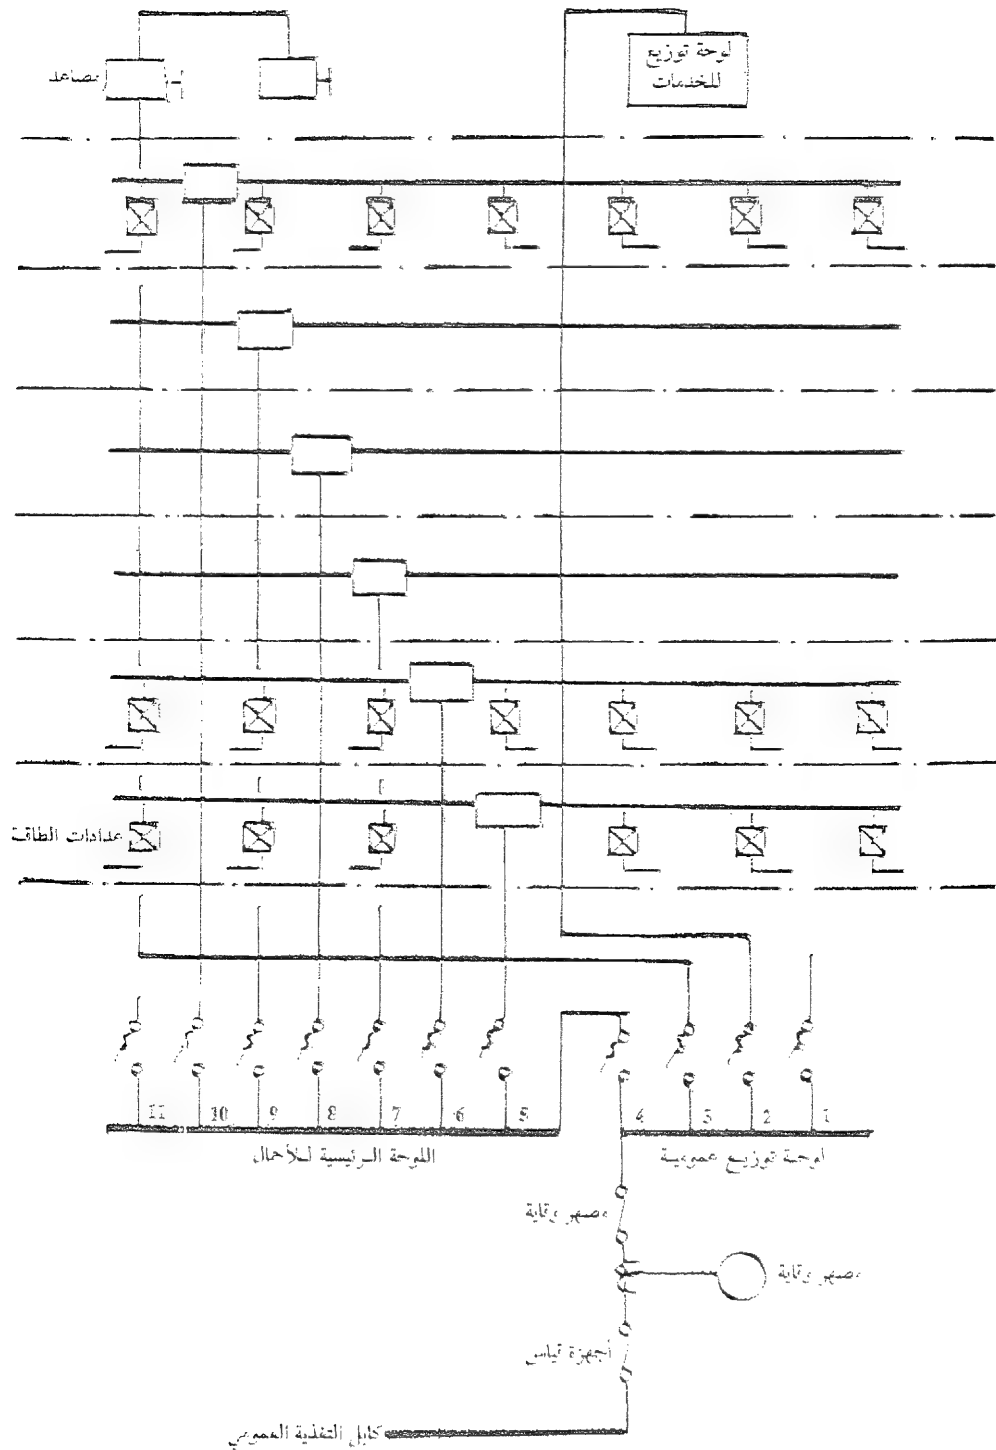 لوحة توزيع
للخدمات
مصاعد
عدادات الطاقة
11 10 9 8 7 6 5 4 3 2 1
اللوحة الرئيسية للأحمال
لوحة توزيع عمومية
مصهر وقاية
مصهر وقاية
أجهزة قياس
كابل التغذية العمومي